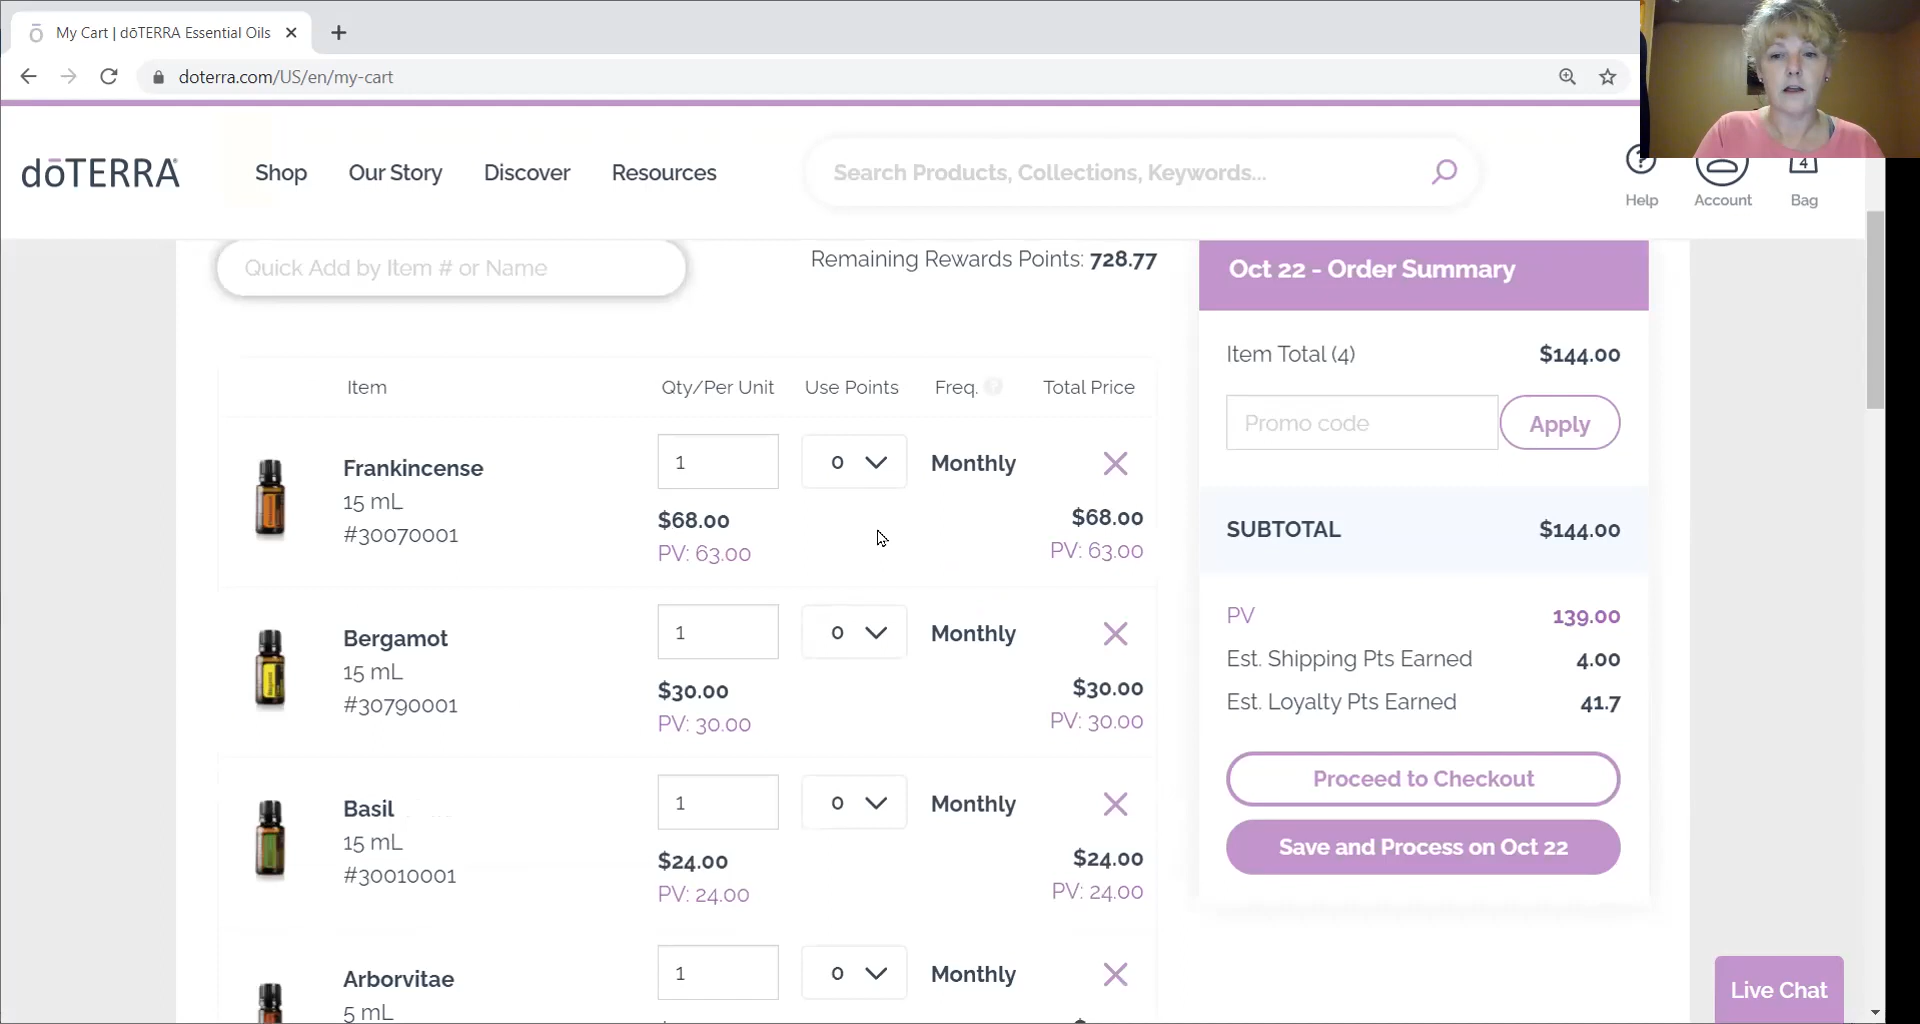 My Cart | dōTERRA Essential Oils
doterra.com/US/en/my-cart
dōTERRA
Shop
Our Story
Discover
Resources
Search Products, Collections, Keywords...
Help
Account
4
Bag
Quick Add by Item # or Name
Remaining Rewards Points: 728.77
Item
Qty/Per Unit
Use Points
Freq. ?
Total Price
Frankincense
15 mL
#30070001
1
$68.00
PV: 63.00
0
Monthly
$68.00
PV: 63.00
Bergamot
15 mL
#30790001
1
$30.00
PV: 30.00
0
Monthly
$30.00
PV: 30.00
Basil
15 mL
#30010001
1
$24.00
PV: 24.00
0
Monthly
$24.00
PV: 24.00
Arborvitae
5 mL
1
0
Monthly
Oct 22 - Order Summary
Item Total (4) $144.00
Promo code
Apply
SUBTOTAL $144.00
PV 139.00
Est. Shipping Pts Earned 4.00
Est. Loyalty Pts Earned 41.7
Proceed to Checkout
Save and Process on Oct 22
Live Chat